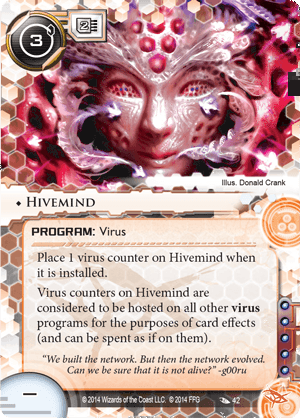 3
Illus. Donald Crank
♦ Hivemind
PROGRAM: Virus
Place 1 virus counter on Hivemind when
it is installed.
Virus counters on Hivemind are
considered to be hosted on all other virus
programs for the purposes of card effects
(and can be spent as if on them).
“We built the network. But then the network evolved.
Can we be sure that it is not alive?” -g00ru
–
© 2014 Wizards of the Coast LLC. © 2014 FFG
42